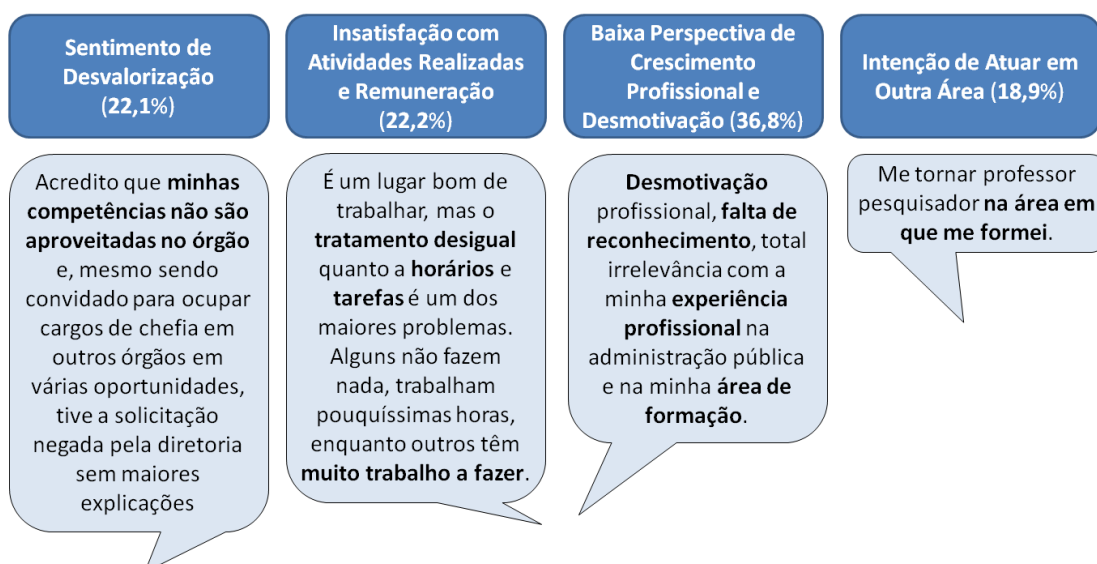 Sentimento de
Desvalorização
(22,1%)
Acredito que minhas
competências não são
aproveitadas no órgão
e, mesmo sendo
convidado para ocupar
cargos de chefia em
outros órgãos em
várias oportunidades,
tive a solicitação
negada pela diretoria
sem maiores
explicações
Insatisfação com
Atividades Realizadas
e Remuneração
(22,2%)
É um lugar bom de
trabalhar, mas o
tratamento desigual
quanto a horários e
tarefas é um dos
maiores problemas.
Alguns não fazem
nada, trabalham
pouquíssimas horas,
enquanto outros têm
muito trabalho a fazer.
Baixa Perspectiva de
Crescimento
Profissional e
Desmotivação (36,8%)
Desmotivação
profissional, falta de
reconhecimento, total
irrelevância com a
minha experiência
profissional na
administração pública
e na minha área de
formação.
Intenção de Atuar em
Outra Área (18,9%)
Me tornar professor
pesquisador na área em
que me formei.